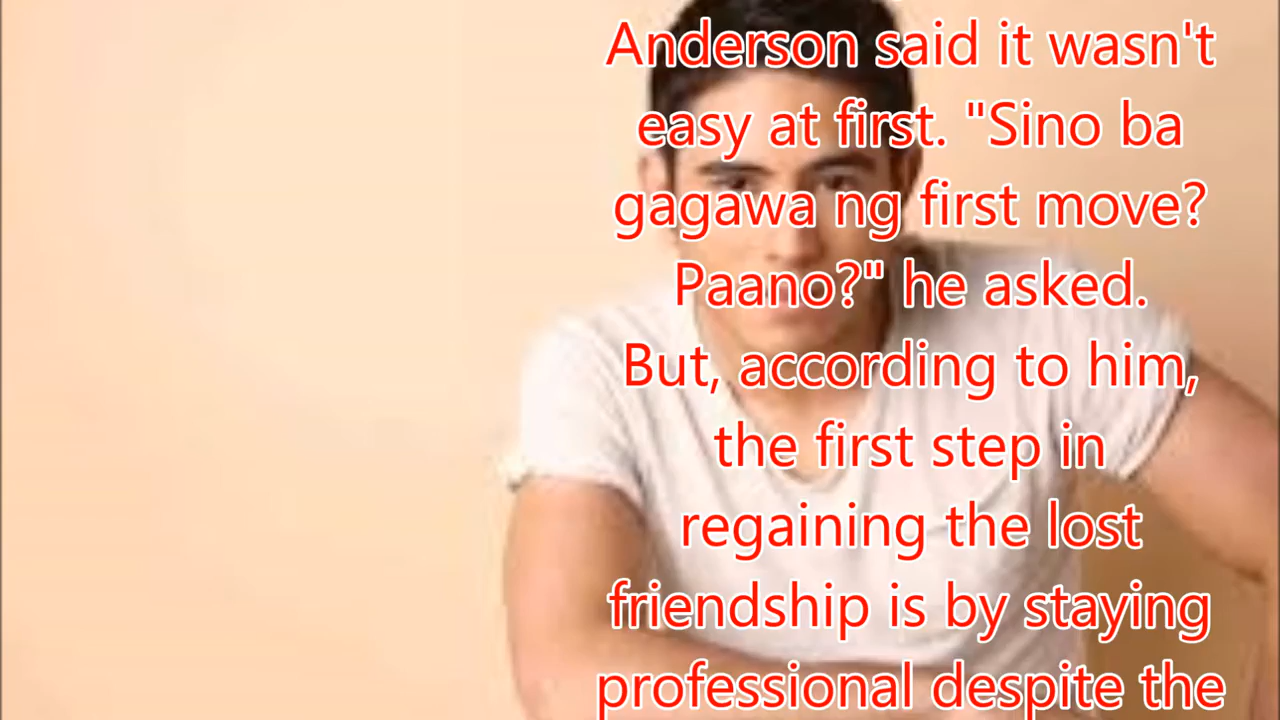 Anderson said it wasn't
easy at first. "Sino ba
gagawa ng first move?
Paano?" he asked.
But, according to him,
the first step in
regaining the lost
friendship is by staying
professional despite the